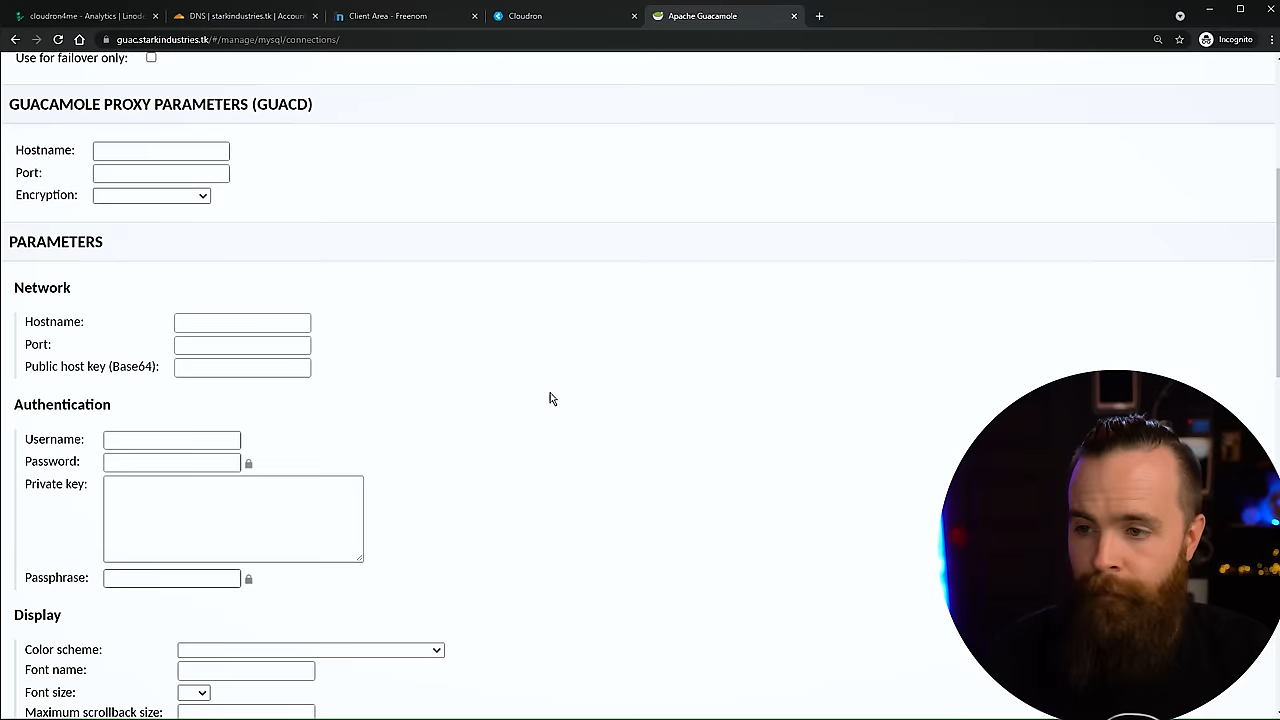 cloudron4me - Analytics | Linode
DNS | starkindustries.tk | Accoun
Client Area - Freenom
Cloudron
Apache Guacamole
guac.starkindustries.tk/#/manage/mysql/connections/
Incognito
Use for failover only:
GUACAMOLE PROXY PARAMETERS (GUACD)
Hostname:
Port:
Encryption:
PARAMETERS
Network
Hostname:
Port:
Public host key (Base64):
Authentication
Username:
Password:
Private key:
Passphrase:
Display
Color scheme:
Font name:
Font size:
Maximum scrollback size: